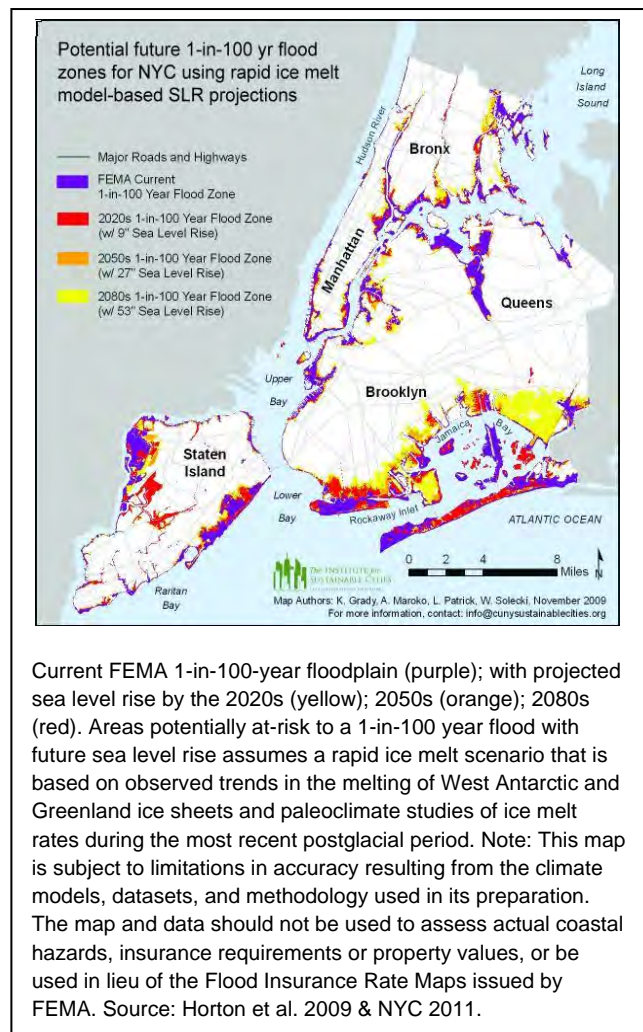 Potential future 1-in-100 yr flood
zones for NYC using rapid ice melt
model-based SLR projections
Major Roads and Highways
FEMA Current
1-in-100 Year Flood Zone
2020s 1-in-100 Year Flood Zone
(w/ 9" Sea Level Rise)
2050s 1-in-100 Year Flood Zone
(w/ 27" Sea Level Rise)
2080s 1-in-100 Year Flood Zone
(w/ 53" Sea Level Rise)
Long
Island
Sound
Hudson River
Bronx
Manhattan
Queens
Upper
Bay
Brooklyn
Jamaica
Bay
Staten
Island
Lower
Bay
Rockaway Inlet
ATLANTIC OCEAN
Raritan
Bay
The INSTITUTE for
SUSTAINABLE CITIES
0 2 4 8
Miles
N
Map Authors: K. Grady, A. Maroko, L. Patrick, W. Solecki, November 2009
For more information, contact: info@cunysustainablecities.org
Current FEMA 1-in-100-year floodplain (purple); with projected
sea level rise by the 2020s (yellow); 2050s (orange); 2080s
(red). Areas potentially at-risk to a 1-in-100 year flood with
future sea level rise assumes a rapid ice melt scenario that is
based on observed trends in the melting of West Antarctic and
Greenland ice sheets and paleoclimate studies of ice melt
rates during the most recent postglacial period. Note: This map
is subject to limitations in accuracy resulting from the climate
models, datasets, and methodology used in its preparation.
The map and data should not be used to assess actual coastal
hazards, insurance requirements or property values, or be
used in lieu of the Flood Insurance Rate Maps issued by
FEMA. Source: Horton et al. 2009 & NYC 2011.